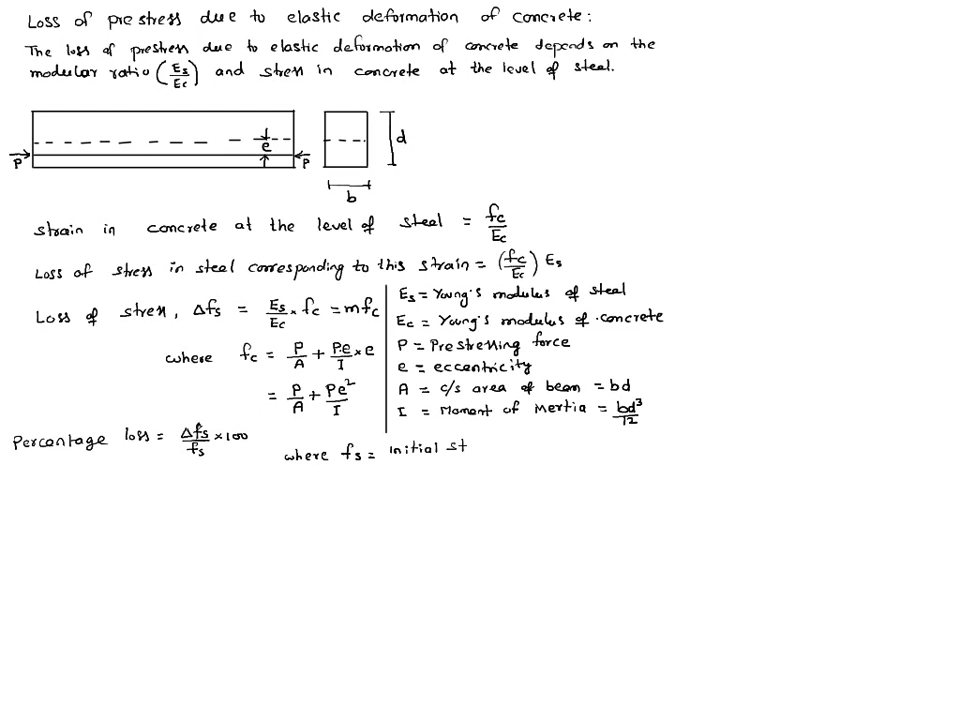 Loss of prestress due to elastic deformation of concrete:
The loss of prestress due to elastic deformation of concrete depends on the
modular ratio (Es/Ec) and stress in concrete at the level of steel.
e
d
P
P
b
strain in concrete at the level of steel = fc/Ec
Loss of stress in steel corresponding to this strain = (fc/Ec) Es
Loss of stress, Δfs = Es/Ec × fc = mfc
where fc = P/A + P.e/I × e
= P/A + Pe²/I
Es = Young's modulus of steel
Ec = Young's modulus of concrete
P = Prestressing force
e = eccentricity
A = c/s area of beam = bd
I = Moment of inertia = bd³/12
Percentage loss = Δfs/fs × 100
where fs = initial st